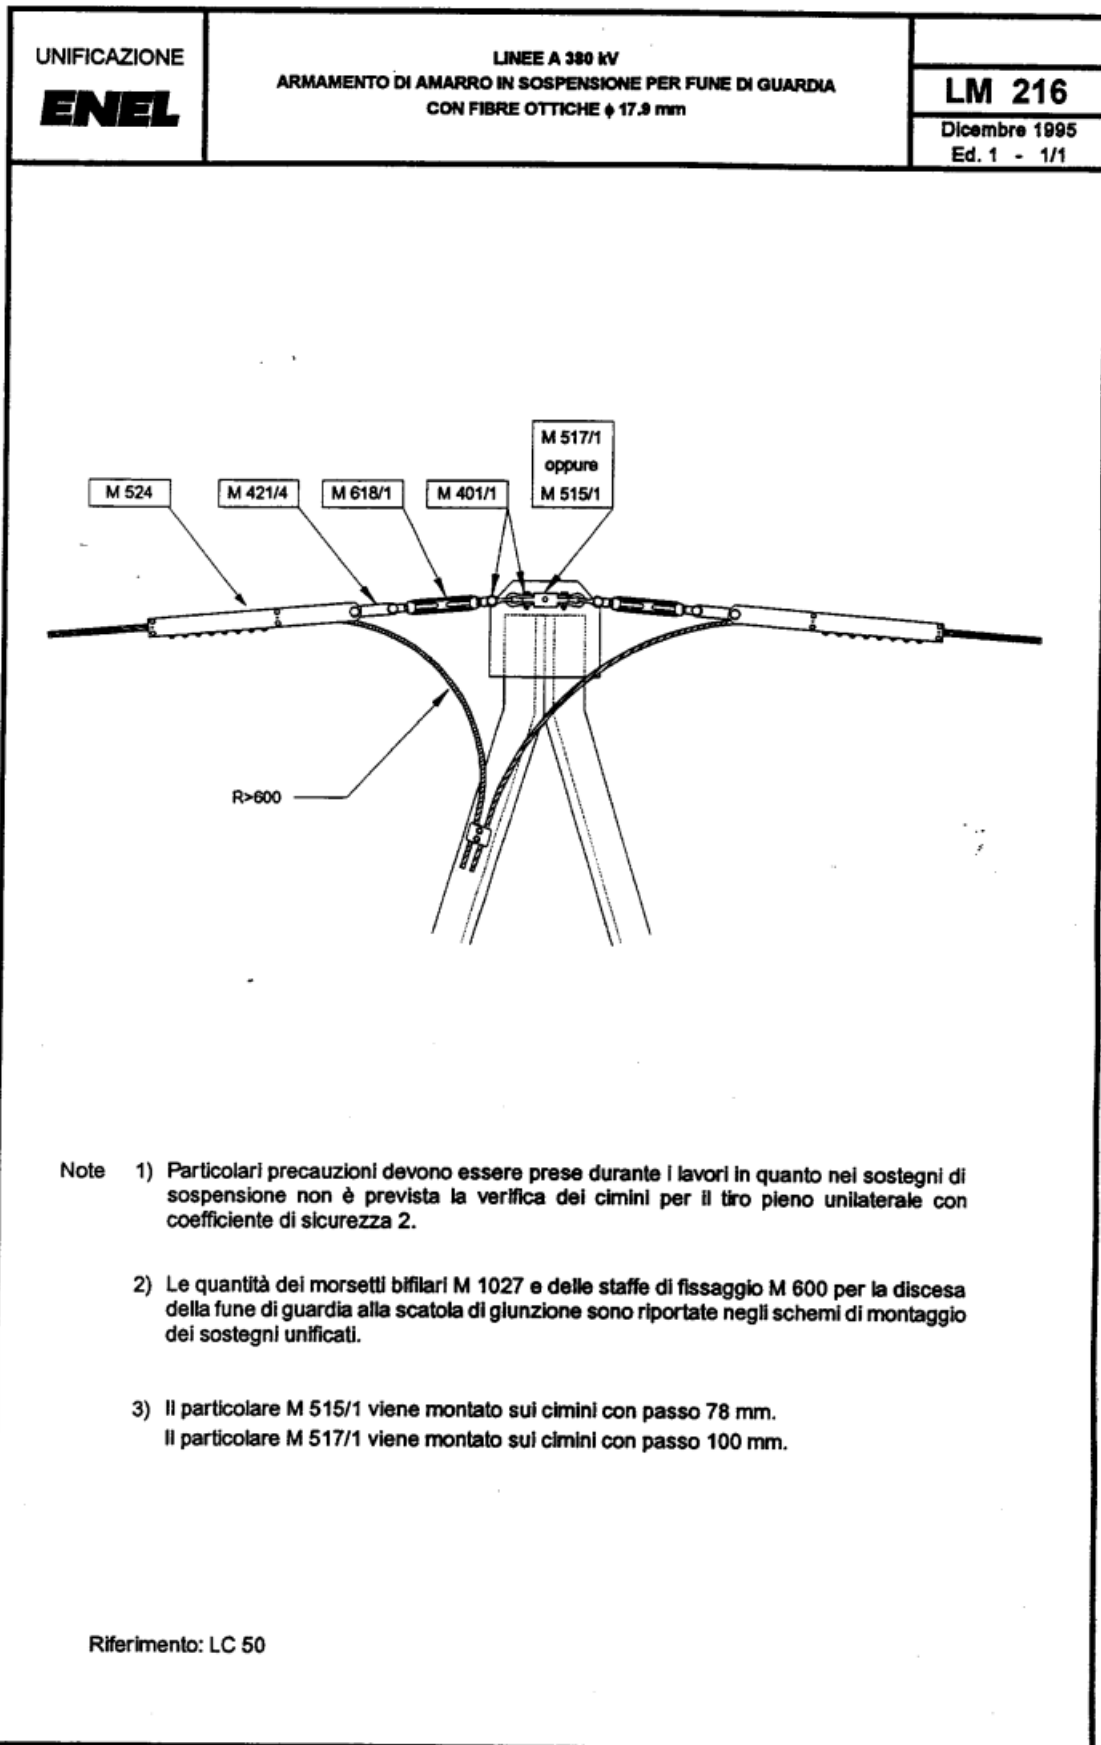 UNIFICAZIONE
ENEL
LINEE A 380 kV
ARMAMENTO DI AMARRO IN SOSPENSIONE PER FUNE DI GUARDIA
CON FIBRE OTTICHE ϕ 17.9 mm
LM 216
Dicembre 1995
Ed. 1 - 1/1
M 517/1
oppure
M 515/1
M 524
M 421/4
M 618/1
M 401/1
R>600
Note 1) Particolari precauzioni devono essere prese durante i lavori in quanto nei sostegni di
sospensione non è prevista la verifica dei cimini per il tiro pieno unilaterale con
coefficiente di sicurezza 2.
2) Le quantità dei morsetti bifilari M 1027 e delle staffe di fissaggio M 600 per la discesa
della fune di guardia alla scatola di giunzione sono riportate negli schemi di montaggio
dei sostegni unificati.
3) Il particolare M 515/1 viene montato sui cimini con passo 78 mm.
Il particolare M 517/1 viene montato sui cimini con passo 100 mm.
Riferimento: LC 50